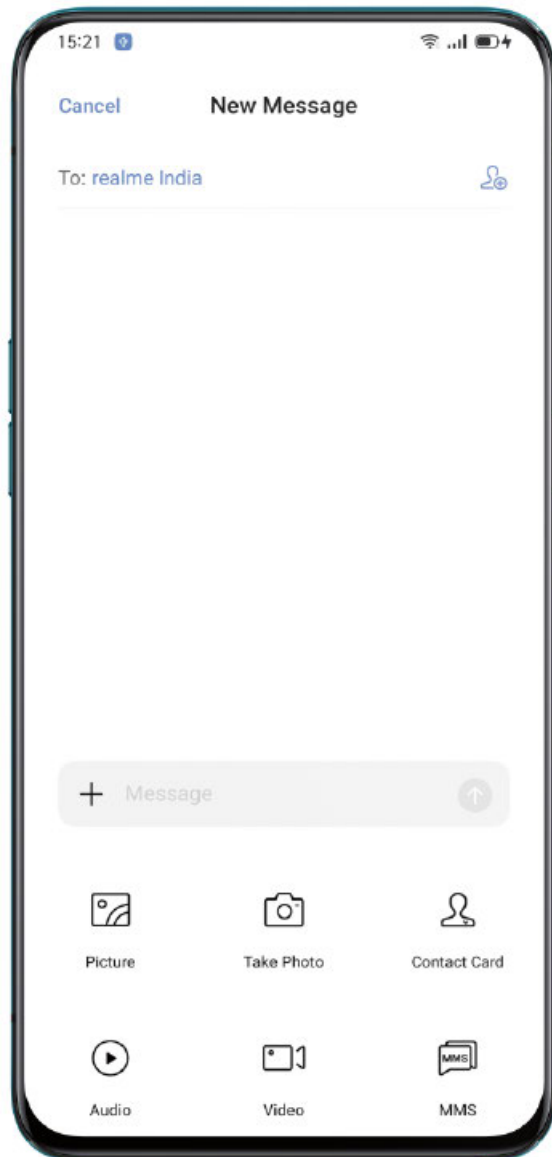 15:21
Cancel New Message
To: realme India
+ Message
Picture Take Photo Contact Card
MMS
Audio Video MMS